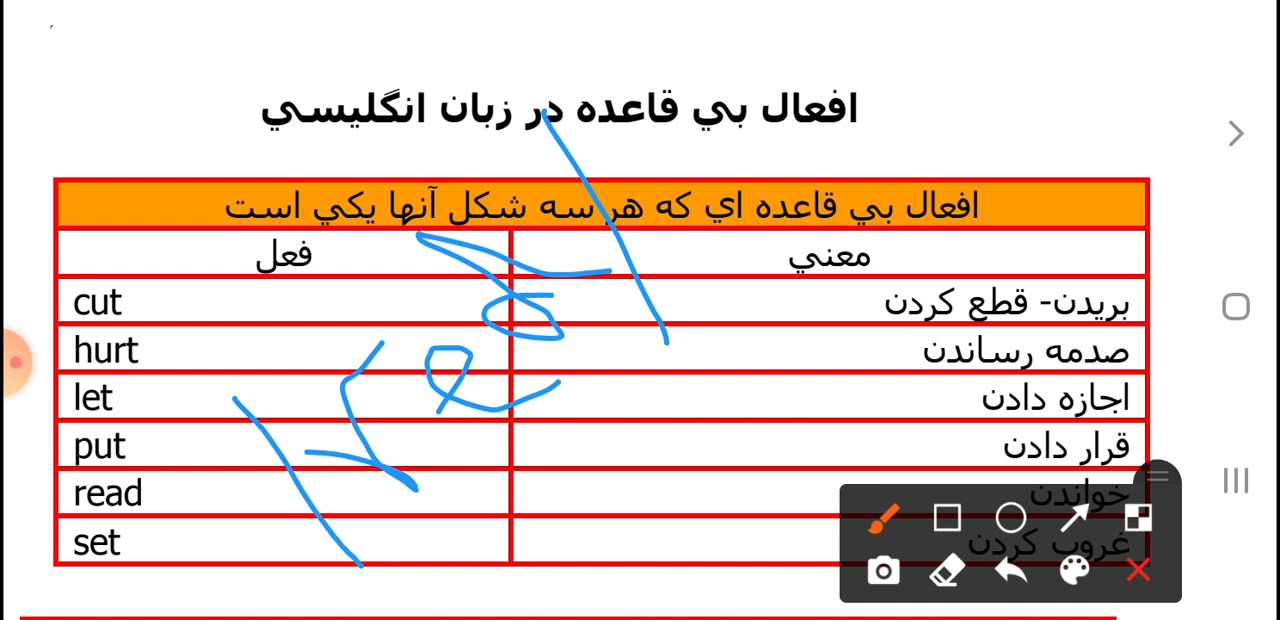 افعال بي قاعده در زبان انگليسي
افعال بي قاعده اي كه هر سه شكل آنها يكي است
معني فعل
بريدن- قطع كردن cut
صدمه رساندن hurt
اجازه دادن let
قرار دادن put
خواندن read
غروب كردن set